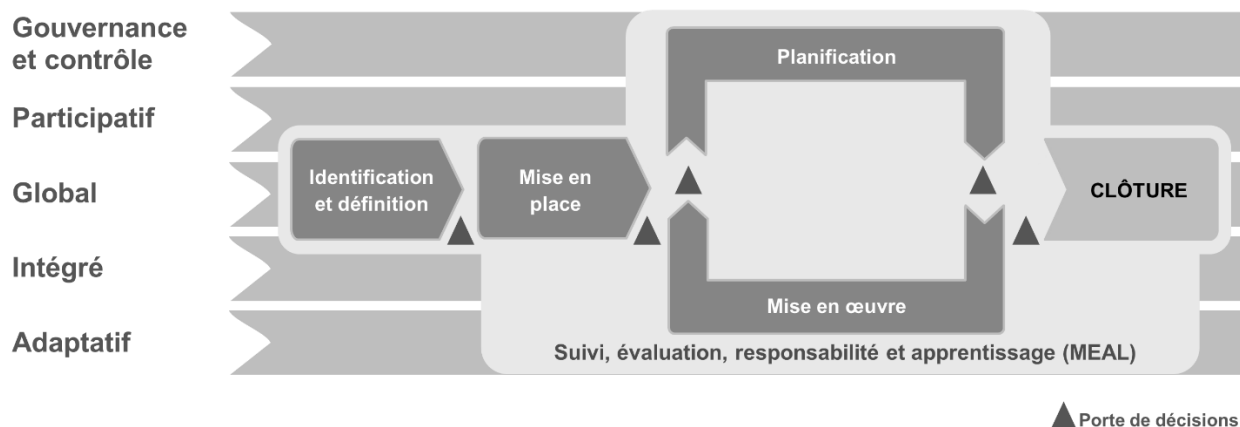 Gouvernance
et contrôle
Planification
Participatif
Identification
et définition
Mise en
place
Global
CLÔTURE
Intégré
Mise en œuvre
Adaptatif
Suivi, évaluation, responsabilité et apprentissage (MEAL)
Porte de décisions